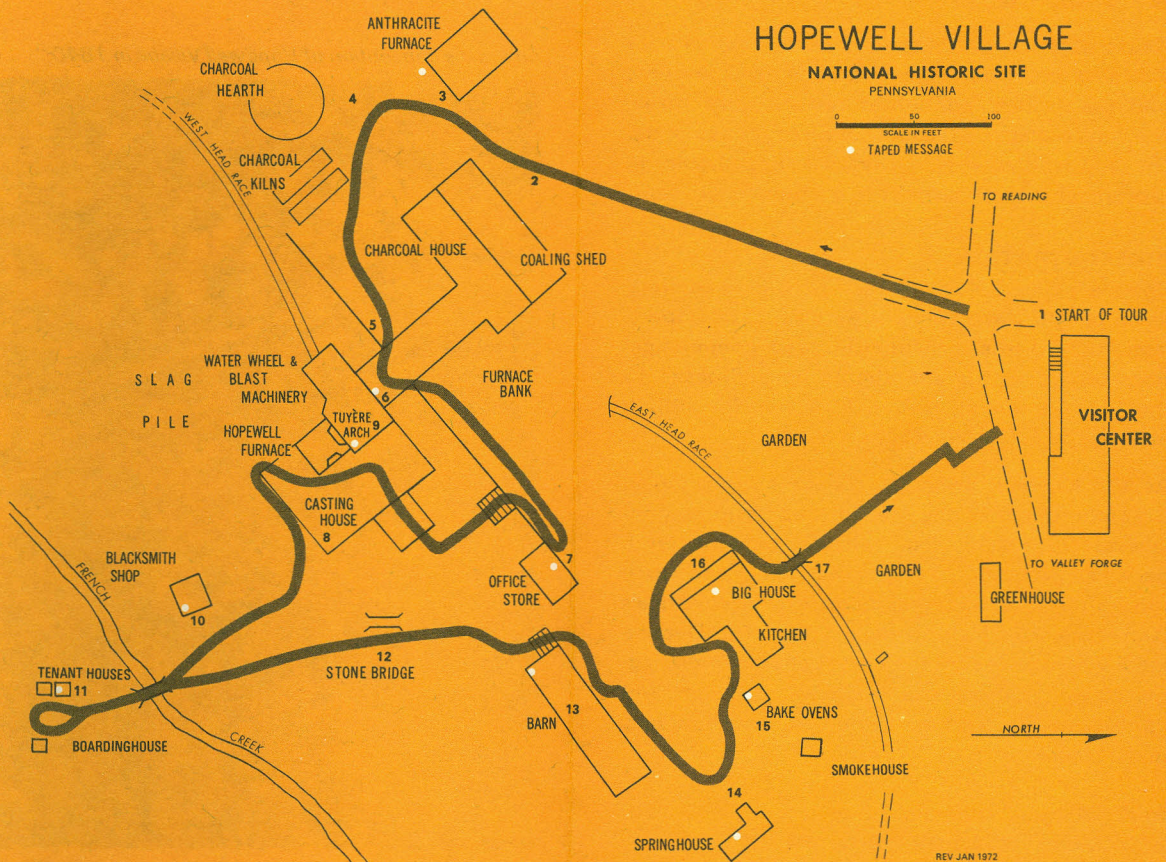 HOPEWELL VILLAGE
NATIONAL HISTORIC SITE
PENNSYLVANIA
0 50 100
SCALE IN FEET
TAPED MESSAGE
ANTHRACITE
FURNACE
3
CHARCOAL
HEARTH
4
WEST HEAD RACE
CHARCOAL
KILNS
2
TO READING
CHARCOAL HOUSE
COALING SHED
1 START OF TOUR
5
WATER WHEEL &
BLAST
MACHINERY
6
FURNACE
BANK
SLAG
PILE
TUYÈRE
ARCH 9
HOPEWELL
FURNACE
EAST HEAD RACE
GARDEN
VISITOR
CENTER
CASTING
HOUSE
8
BLACKSMITH
SHOP
10
FRENCH
7
OFFICE
STORE
16
BIG HOUSE
17
GARDEN
TO VALLEY FORGE
GREENHOUSE
KITCHEN
12
STONE BRIDGE
TENANT HOUSES
11
BOARDINGHOUSE
CREEK
BARN
13
BAKE OVENS
15
NORTH
SMOKEHOUSE
14
SPRINGHOUSE
REV JAN 1972